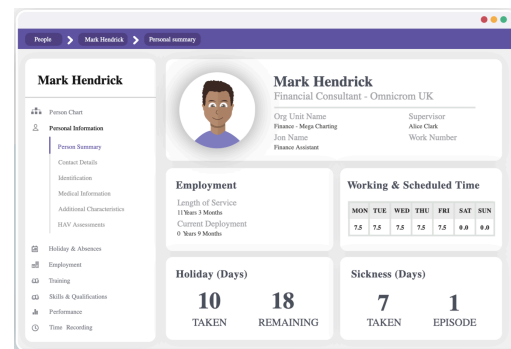 People
Mark Hendrick
Personal summary
Mark Hendrick
Person Chart
Personal Information
Person Summary
Contact Details
Identification
Medical Information
Additional Characteristics
HAV Assesments
Holiday & Absences
Employment
Training
Skills & Qualifications
Performance
Time Recording
Mark Hendrick
Financial Consultant - Omnicrom UK
Org Unit Name
Finance - Mega Charting
Jon Name
Finance Assistant
Supervisor
Alice Clark
Work Number
Employment
Length of Service
11 Years 3 Months
Current Deployment
0 Years 9 Months
Working & Scheduled Time
MON TUE WED THU FRI SAT SUN
7.5 7.5 7.5 7.5 7.5 0.0 0.0
Holiday (Days)
10 18
TAKEN REMAINING
Sickness (Days)
7 1
TAKEN EPISODE